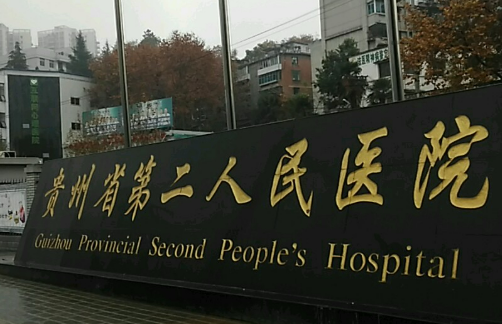 贵州省第二人民医院
Guizhou Provincial Second People's Hospital